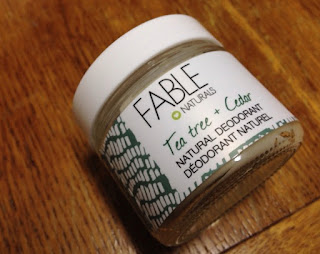 FABLE
NATURALS
Tea tree + Cedar
NATURAL DEODORANT
DÉODORANT NATUREL